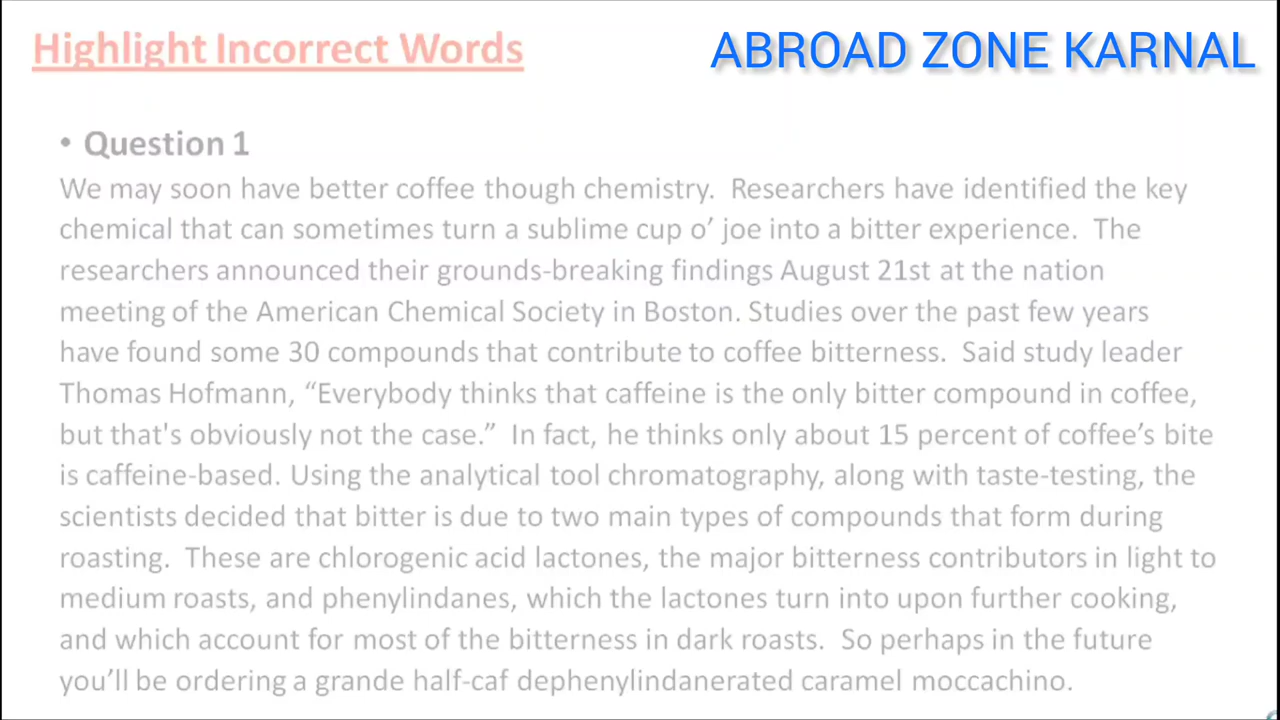 Highlight Incorrect Words
ABROAD ZONE KARNAL
• Question 1
We may soon have better coffee though chemistry.  Researchers have identified the key
chemical that can sometimes turn a sublime cup o’ joe into a bitter experience.  The
researchers announced their grounds-breaking findings August 21st at the nation
meeting of the American Chemical Society in Boston. Studies over the past few years
have found some 30 compounds that contribute to coffee bitterness.  Said study leader
Thomas Hofmann, “Everybody thinks that caffeine is the only bitter compound in coffee,
but that's obviously not the case.”  In fact, he thinks only about 15 percent of coffee’s bite
is caffeine-based. Using the analytical tool chromatography, along with taste-testing, the
scientists decided that bitter is due to two main types of compounds that form during
roasting.  These are chlorogenic acid lactones, the major bitterness contributors in light to
medium roasts, and phenylindanes, which the lactones turn into upon further cooking,
and which account for most of the bitterness in dark roasts.  So perhaps in the future
you’ll be ordering a grande half-caf dephenylindanerated caramel moccachino.